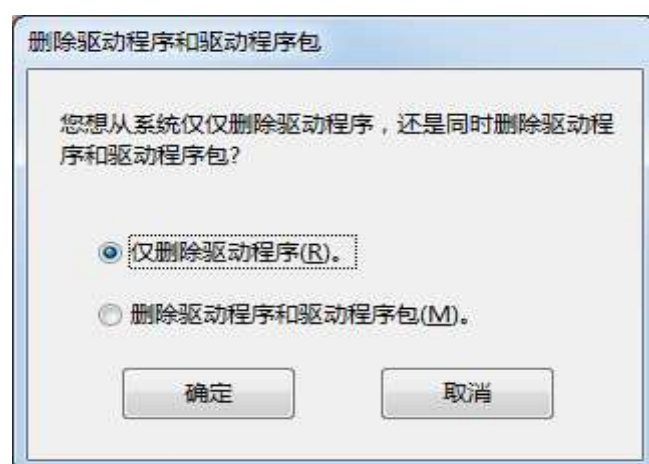 删除驱动程序和驱动程序包
您想从系统仅仅删除驱动程序，还是同时删除驱动程
序和驱动程序包?
仅删除驱动程序(R)。
删除驱动程序和驱动程序包(M)。
确定 取消